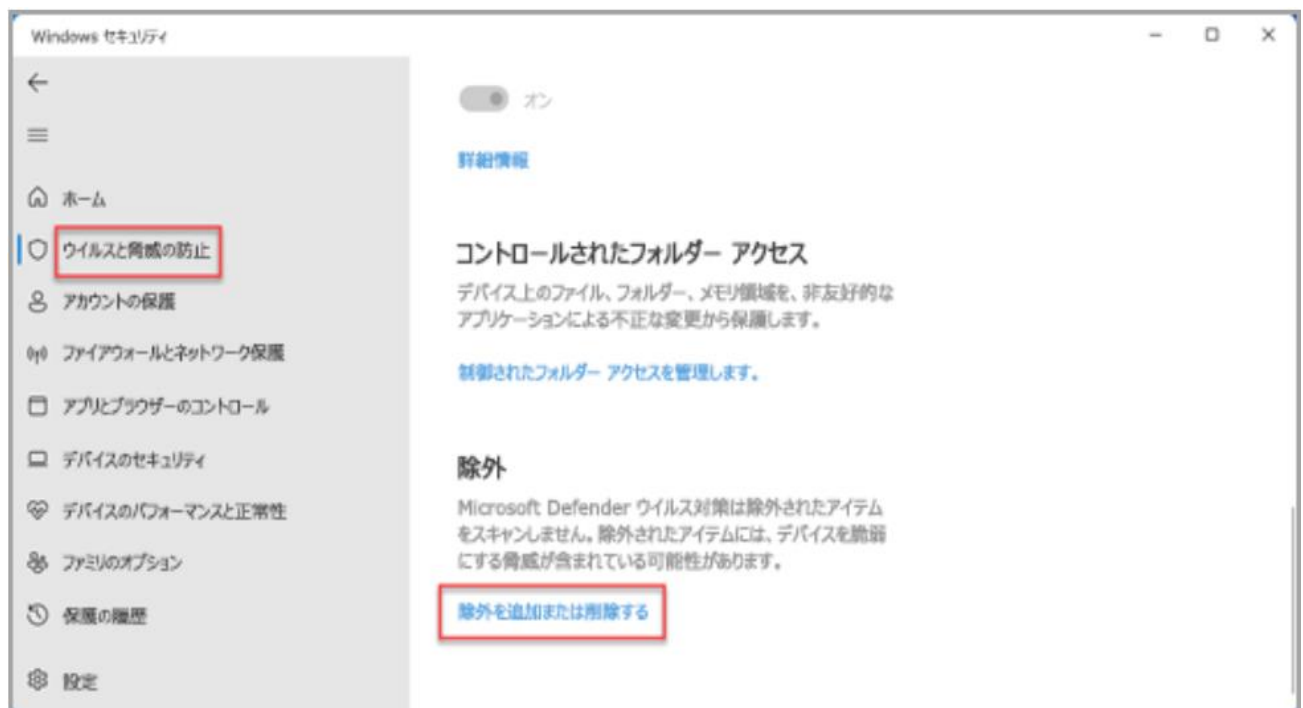 Windows セキュリティ
ホーム
ウイルスと脅威の防止
アカウントの保護
ファイアウォールとネットワーク保護
アプリとブラウザーのコントロール
デバイスのセキュリティ
デバイスのパフォーマンスと正常性
ファミリのオプション
保護の履歴
設定
オン
詳細情報
コントロールされたフォルダー アクセス
デバイス上のファイル、フォルダー、メモリ領域を、非友好的な
アプリケーションによる不正な変更から保護します。
制御されたフォルダー アクセスを管理します。
除外
Microsoft Defender ウイルス対策は除外されたアイテム
をスキャンしません。除外されたアイテムには、デバイスを脆弱
にする脅威が含まれている可能性があります。
除外を追加または削除する